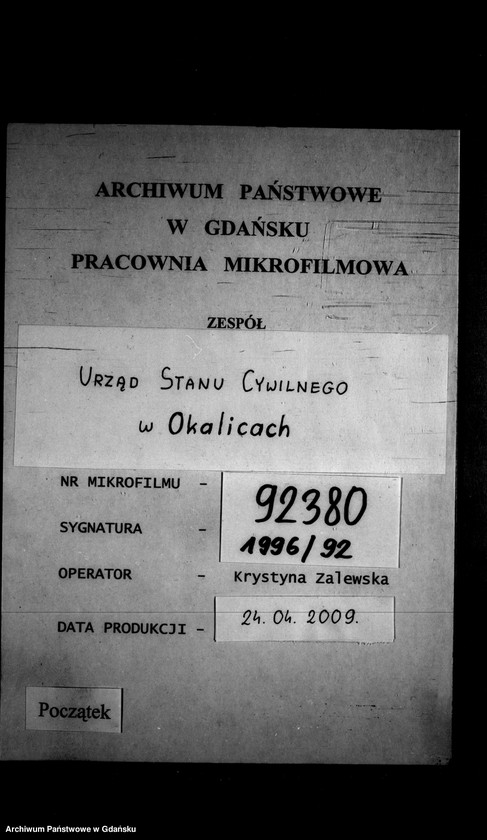 ARCHIWUM PAŃSTWOWE
W GDAŃSKU
PRACOWNIA MIKROFILMOWA
ZESPÓŁ
URZĄD STANU CYWILNEGO
w Okalicach
NR MIKROFILMU - 92380
SYGNATURA - 1996/92
OPERATOR - Krystyna Zalewska
DATA PRODUKCJI - 24.04.2009.
Początek
Archiwum Państwowe w Gdańsku